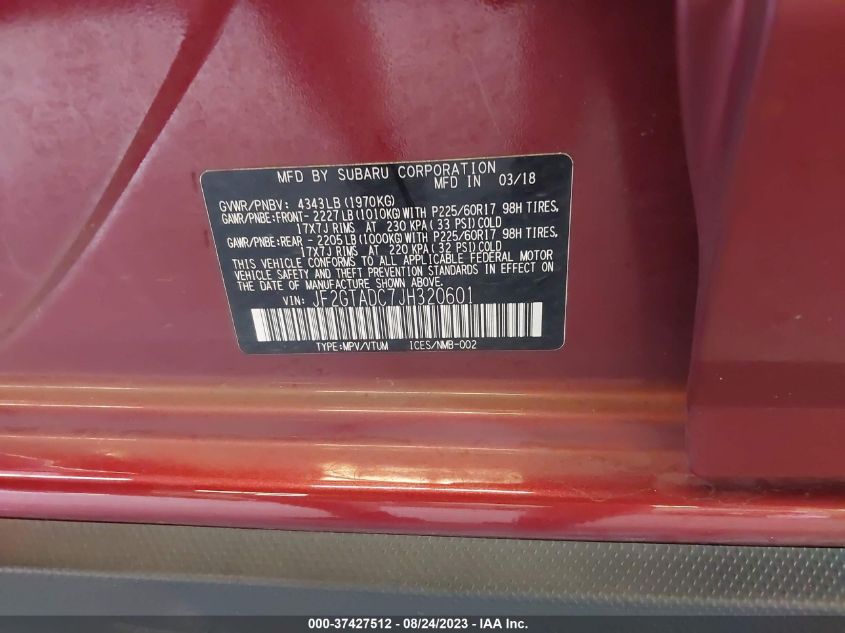 MFD BY SUBARU CORPORATION
MFD IN 03/18
GVWR/PNBV: 4343LB (1970KG)
GAWR/PNBE:FRONT- 2227LB (1010KG) WITH P225/60R17 98H TIRES,
17X7J RIMS AT 230 KPA (33 PSI) COLD
GAWR/PNBE:REAR - 2205LB (1000KG) WITH P225/60R17 98H TIRES,
17X7J RIMS AT 220 KPA (32 PSI) COLD
THIS VEHICLE CONFORMS TO ALL APPLICABLE FEDERAL MOTOR
VEHICLE SAFETY AND THEFT PREVENTION STANDARDS IN EFFECT ON
THE DATE OF MANUFACTURE SHOWN ABOVE.
VIN: JF2GTADC7JH320601
TYPE:MPV/VTUM ICES/NMB-002
000-37427512 - 08/24/2023 - IAA Inc.